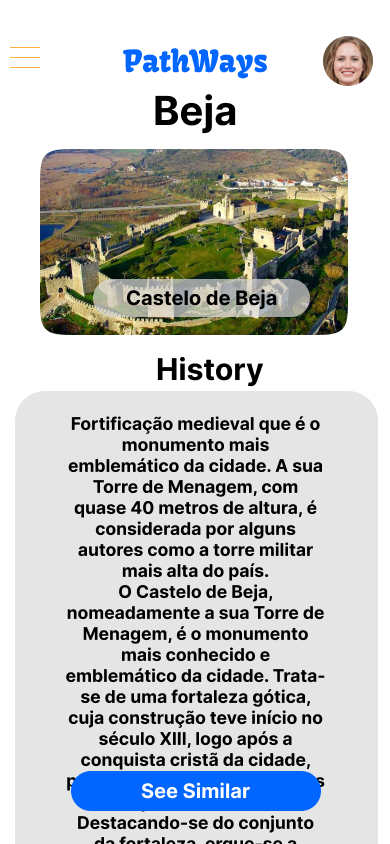 PathWays
Beja
Castelo de Beja
History
Fortificação medieval que é o
monumento mais
emblemático da cidade. A sua
Torre de Menagem, com
quase 40 metros de altura, é
considerada por alguns
autores como a torre militar
mais alta do país.
O Castelo de Beja,
nomeadamente a sua Torre de
Menagem, é o monumento
mais conhecido e
emblemático da cidade. Trata-
se de uma fortaleza gótica,
cuja construção teve início no
século XIII, logo após a
conquista cristã da cidade,
See Similar
Destacando-se do conjunto
da fortaleza, ergue-se a